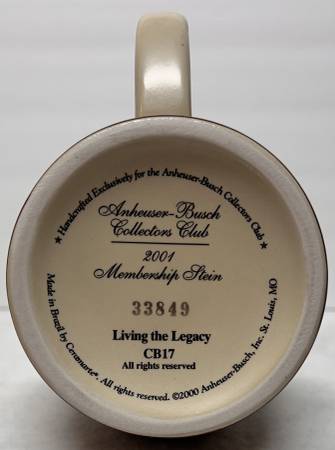 ★ Handcrafted Exclusively for the Anheuser-Busch Collectors Club ★
Anheuser-Busch
Collectors Club
2001
Membership Stein
33849
Living the Legacy
CB17
All rights reserved
Made in Brazil by Ceramarte®. All rights reserved. ©2000 Anheuser-Busch, Inc. St. Louis, MO